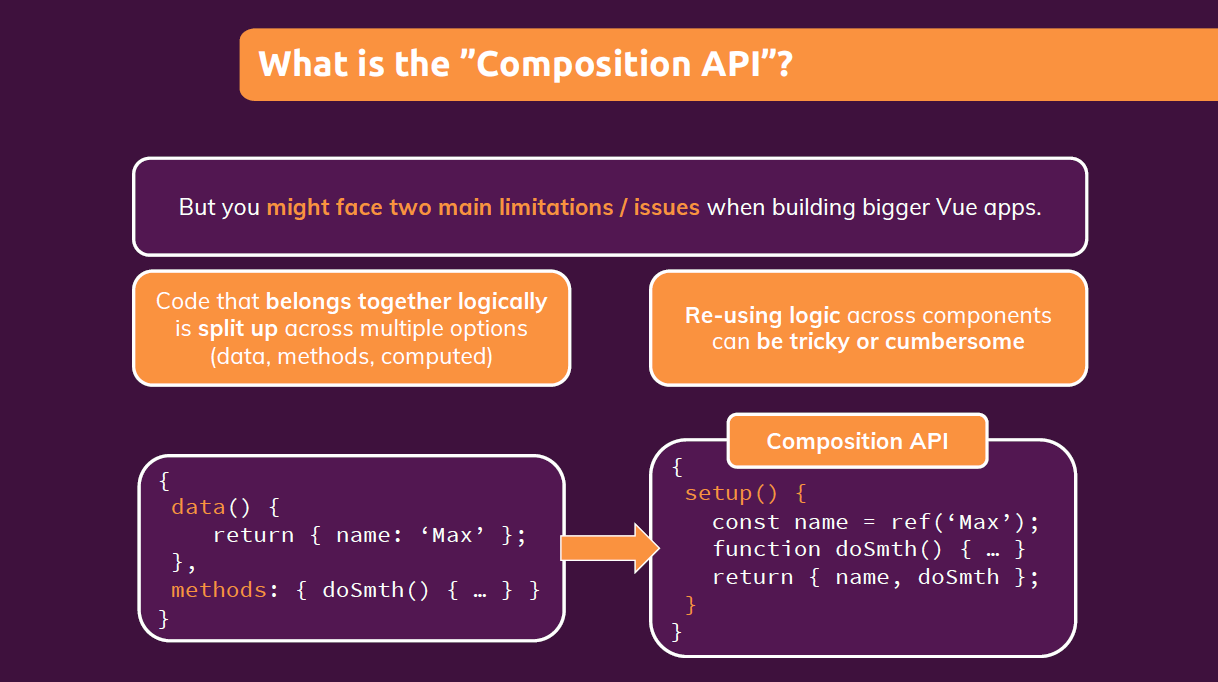 What is the ”Composition API”?
But you might face two main limitations / issues when building bigger Vue apps.
Code that belongs together logically
is split up across multiple options
(data, methods, computed)
Re-using logic across components
can be tricky or cumbersome
{
data() {
return { name: ‘Max’ };
},
methods: { doSmth() { … } }
}
Composition API
{
setup() {
const name = ref(‘Max’);
function doSmth() { … }
return { name, doSmth };
}
}